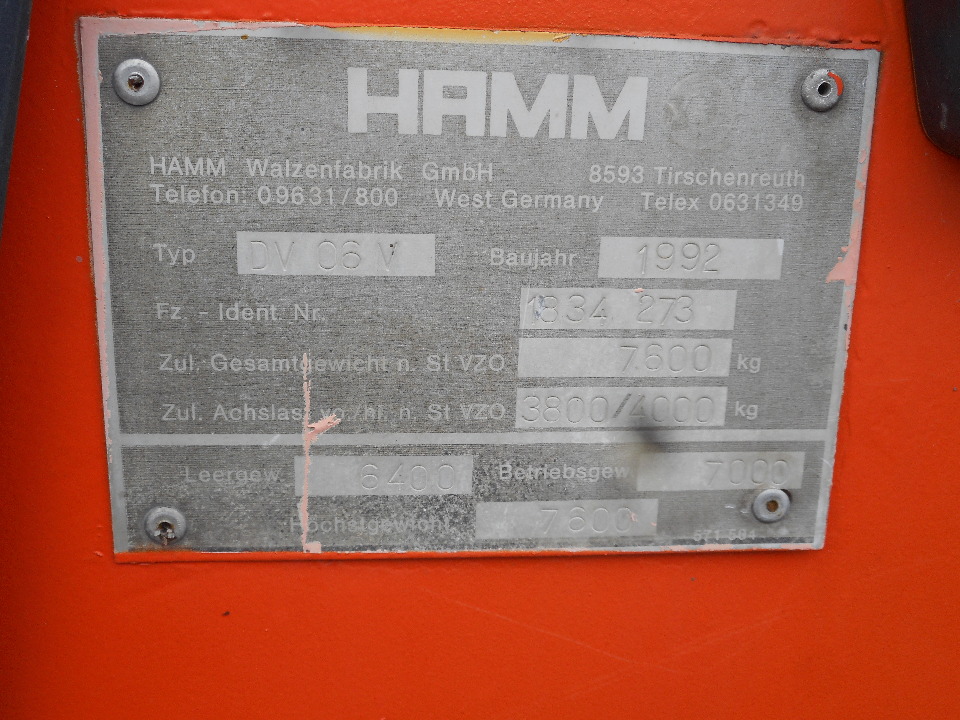 HAMM
HAMM Walzenfabrik GmbH 8593 Tirschenreuth
Telefon: 09631/800 West Germany Telex 0631349
Typ DV 06 V Baujahr 1992
Fz. - Ident. Nr. 1834 273
Zul. Gesamtgewicht n. St VZO 7.600 kg
Zul. Achslast vo./hi. n. St VZO 3800/4000 kg
Leergew. 6400 Betriebsgew. 7000
Höchstgewicht 7600